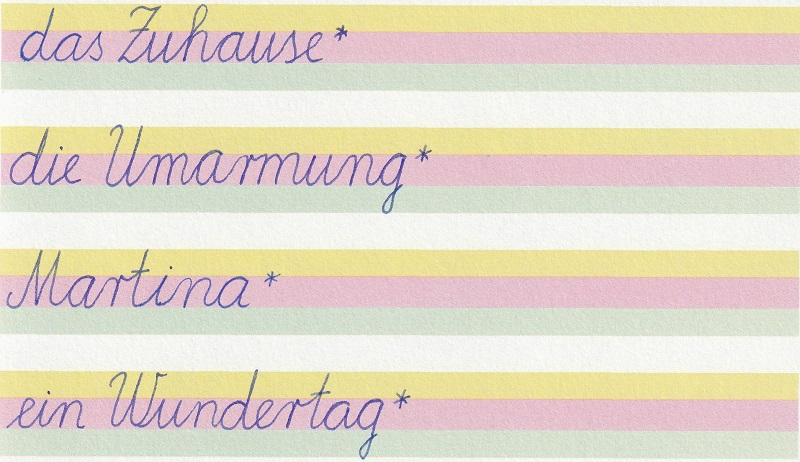 das Zuhause*
die Umarmung*
Martina*
ein Wundertag*